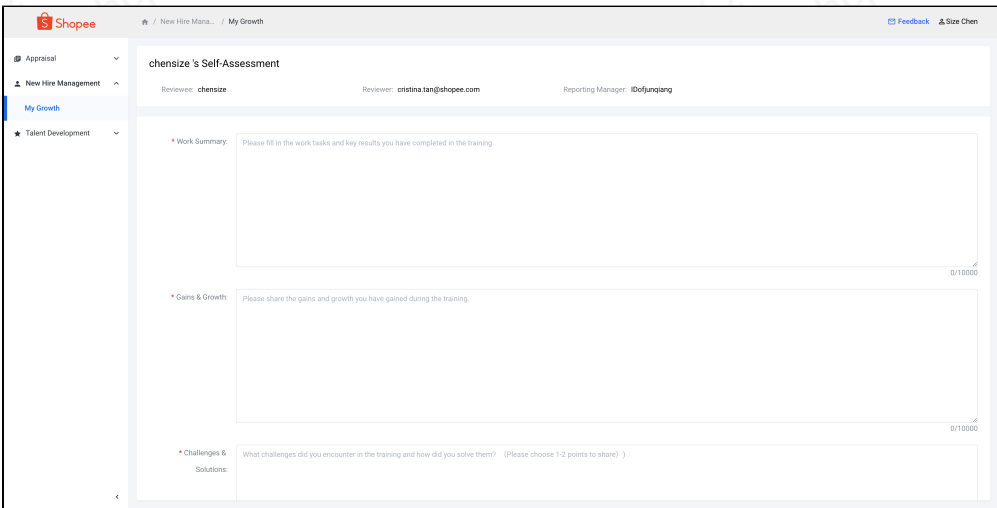 Shopee
/ New Hire Mana... / My Growth
Feedback
Size Chen
Appraisal
New Hire Management
My Growth
Talent Development
chensize 's Self-Assessment
Reviewee: chensize
Reviewer: cristina.tan@shopee.com
Reporting Manager: IDofjunqiang
* Work Summary:
Please fill in the work tasks and key results you have completed in the training
0/10000
* Gains & Growth:
Please share the gains and growth you have gained during the training.
0/10000
* Challenges &
Solutions:
What challenges did you encounter in the training and how did you solve them? (Please choose 1-2 points to share) )